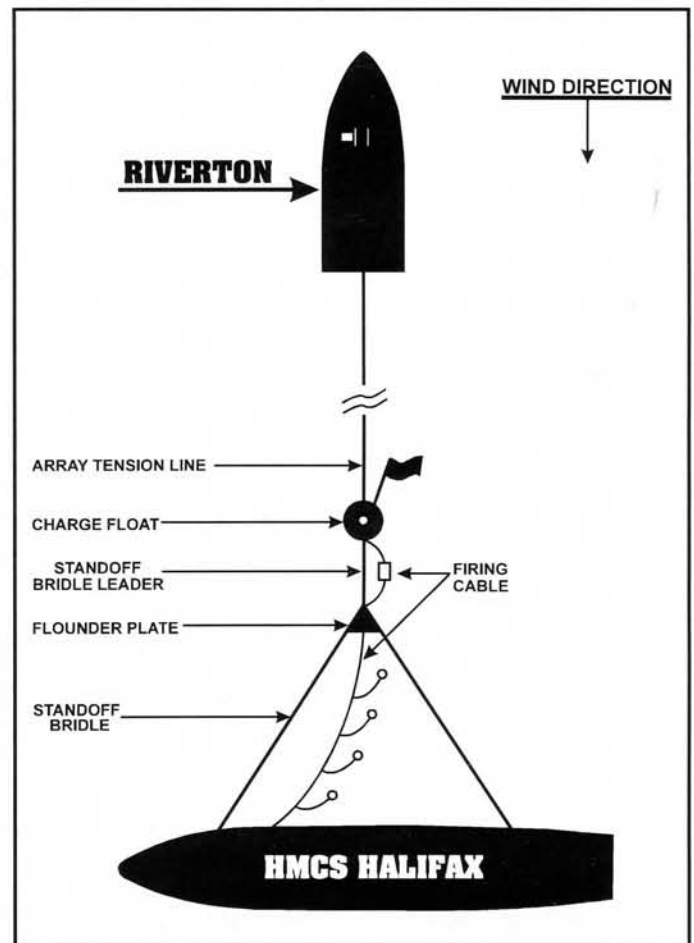 WIND DIRECTION
RIVERTON
ARRAY TENSION LINE
CHARGE FLOAT
STANDOFF
BRIDLE LEADER
FIRING
CABLE
FLOUNDER PLATE
STANDOFF
BRIDLE
HMCS HALIFAX